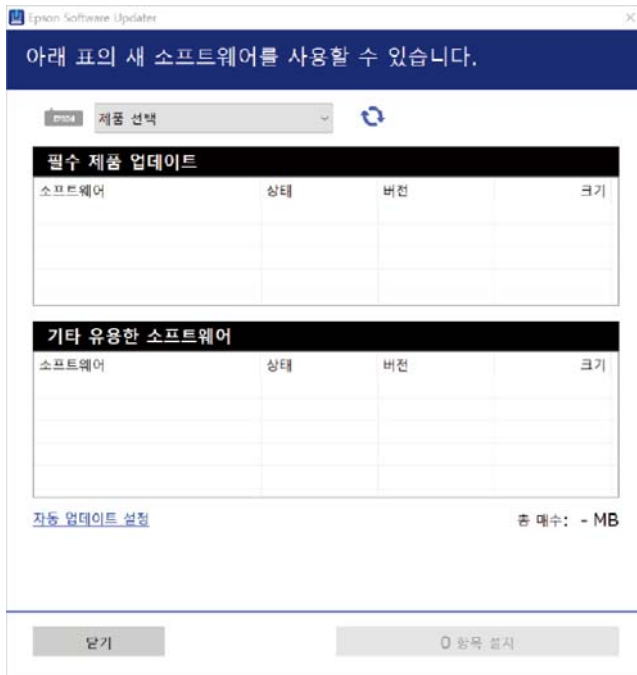 Epson Software Updater
아래 표의 새 소프트웨어를 사용할 수 있습니다.
EPSON 제품 선택
필수 제품 업데이트
소프트웨어 상태 버전 크기
기타 유용한 소프트웨어
소프트웨어 상태 버전 크기
자동 업데이트 설정 총 매수: - MB
닫기 0 항목 설치